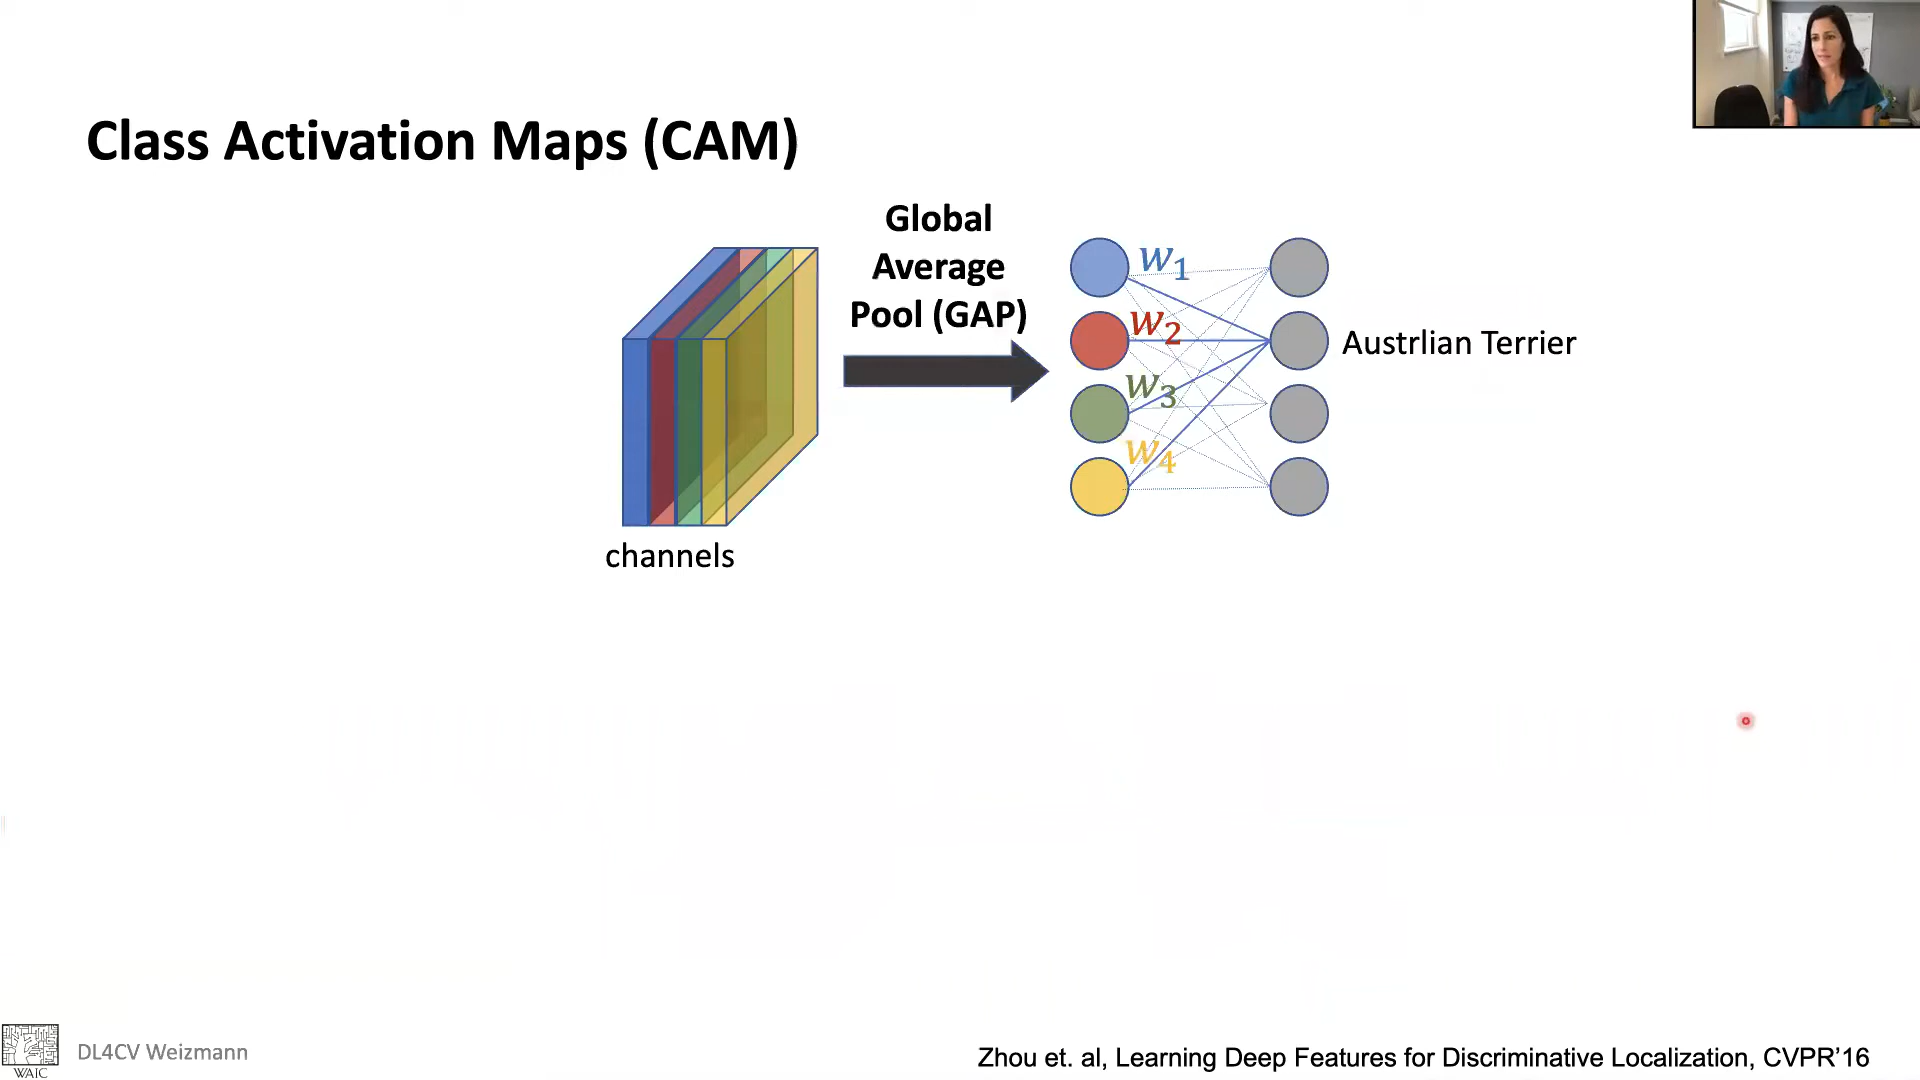 Class Activation Maps (CAM)
Global
Average
Pool (GAP)
w1
w2
w3
w4
Austrlian Terrier
channels
WAIC
DL4CV Weizmann
Zhou et. al, Learning Deep Features for Discriminative Localization, CVPR’16